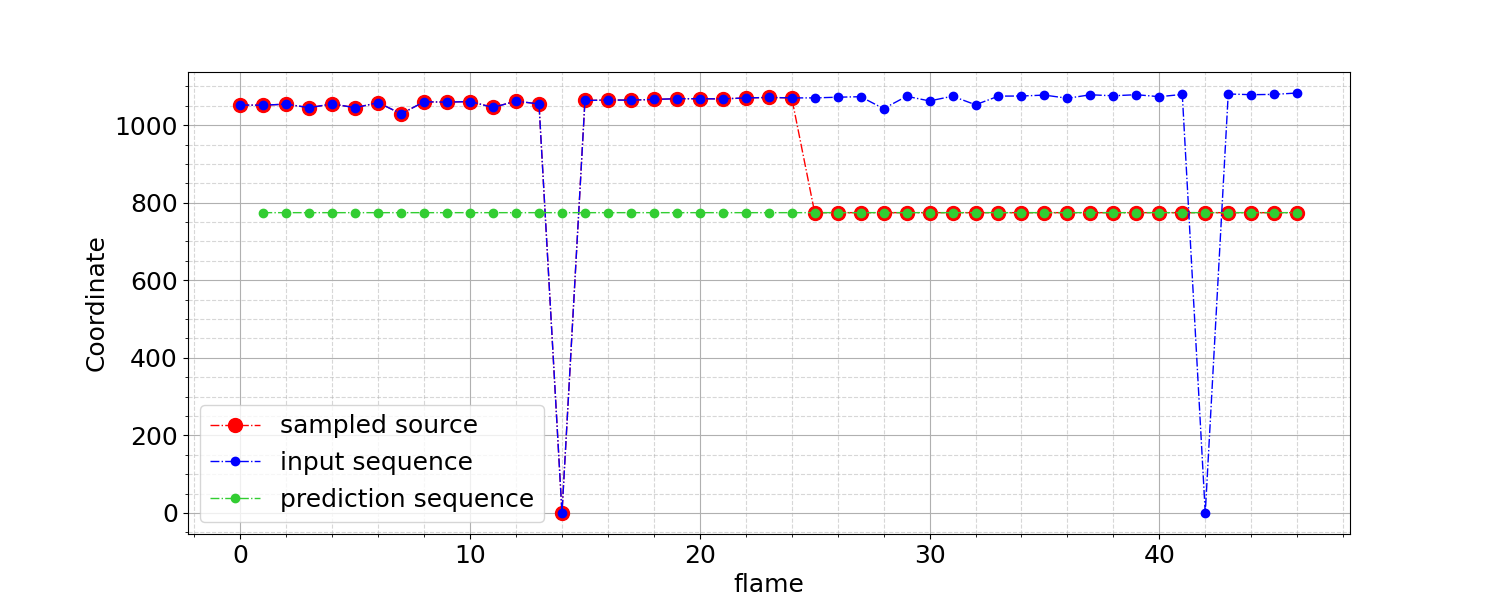 1000
800
600
400
200
0
Coordinate
sampled source
input sequence
prediction sequence
0 10 20 30 40
flame